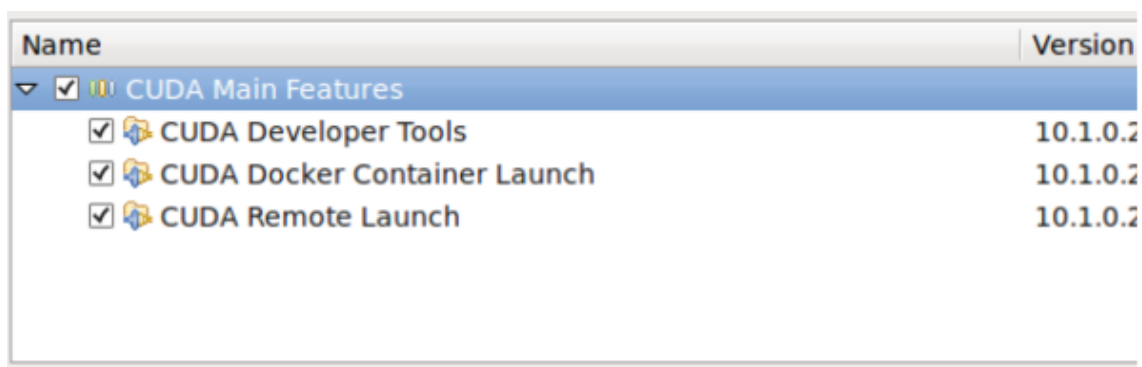 Name Version
CUDA Main Features
CUDA Developer Tools 10.1.0.2
CUDA Docker Container Launch 10.1.0.2
CUDA Remote Launch 10.1.0.2